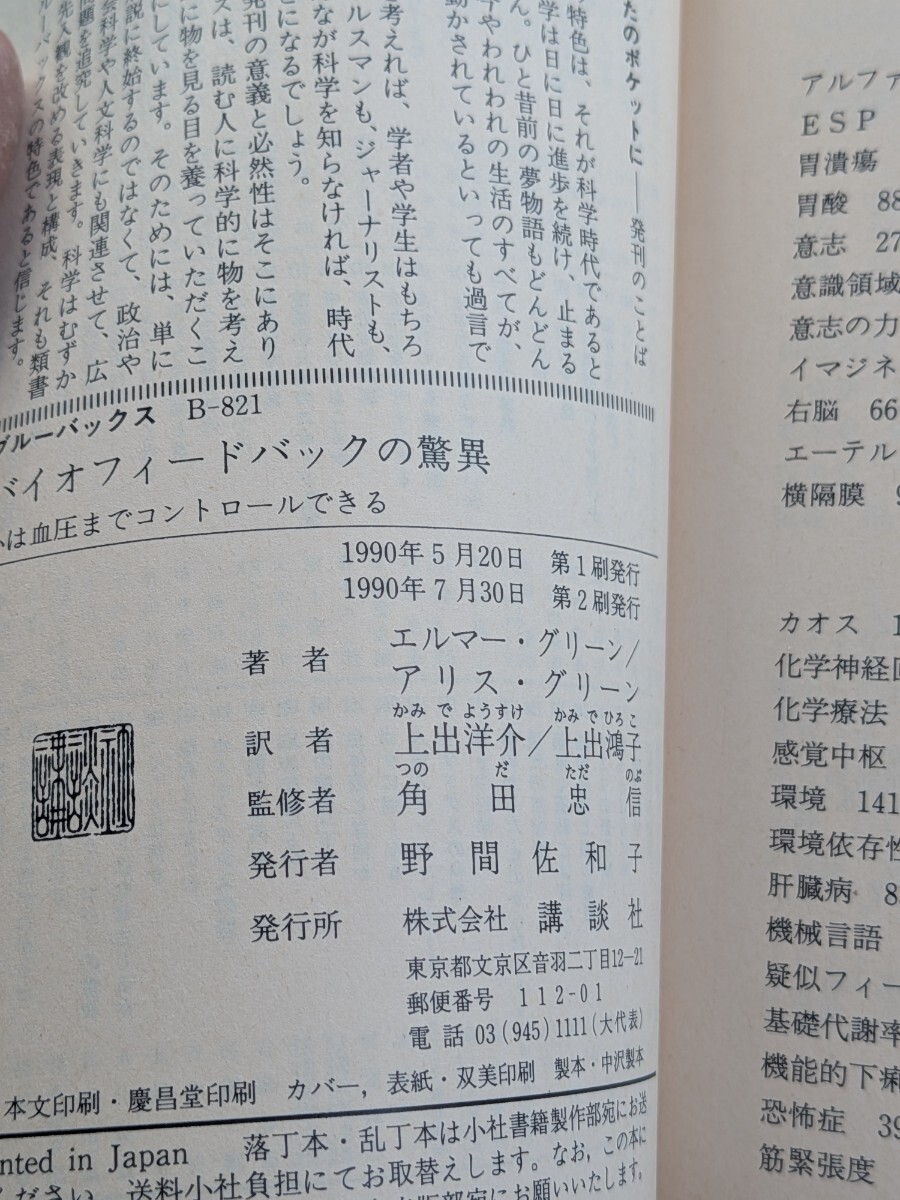 たのポケットに――発刊のことば
の特色は、それが科学時代であると
学は日に日に進歩を続け、止まる
ん。ひと昔前の夢物語もどんどん
今やわれわれの生活のすべてが、
動かされているといっても過言で
考えれば、学者や学生はもちろ
ルスマンも、ジャーナリストも、
なが科学を知らなければ、時代
とになるでしょう。
発刊の意義と必然性はそこにあり
スは、読む人に科学的に物を考え
に物を見る目を養っていただくこ
にしています。そのためには、単に
説に終始するのではなくて、政治や
会科学や人文科学にも関連させて、広
問題を追究していきます。科学はむずか
先入観を改める表現と構成、それも類書
ルーバックスの特色であると信じます。
ブルーバックス B-821
バイオフィードバックの驚異
は血圧までコントロールできる
1990年5月20日 第1刷発行
1990年7月30日 第2刷発行
著者 エルマー・グリーン/
アリス・グリーン
かみでようすけ かみでひろこ
訳者 上出洋介/上出鴻子
つのだただのぶ
監修者 角田忠信
発行者 野間佐和子
発行所 株式会社 講談社
東京都文京区音羽二丁目12-21
郵便番号 112-01
電話 03(945)1111(大代表)
本文印刷・慶昌堂印刷 カバー,表紙・双美印刷 製本・中沢製本
nted in Japan 落丁本・乱丁本は小社書籍製作部宛にお送
ください。送料小社負担にてお取替えします。なお,この本に
出版部宛にお願いいたします。
アルファ
ESP
胃潰瘍
胃酸 88
意志 27
意識領域
意志の力
イマジネ
右脳 66
エーテル
横隔膜 9
カオス 1
化学神経回
化学療法
感覚中枢
環境 141
環境依存性
肝臓病 8
機械言語
疑似フィー
基礎代謝率
機能的下痢
恐怖症 39
筋緊張度